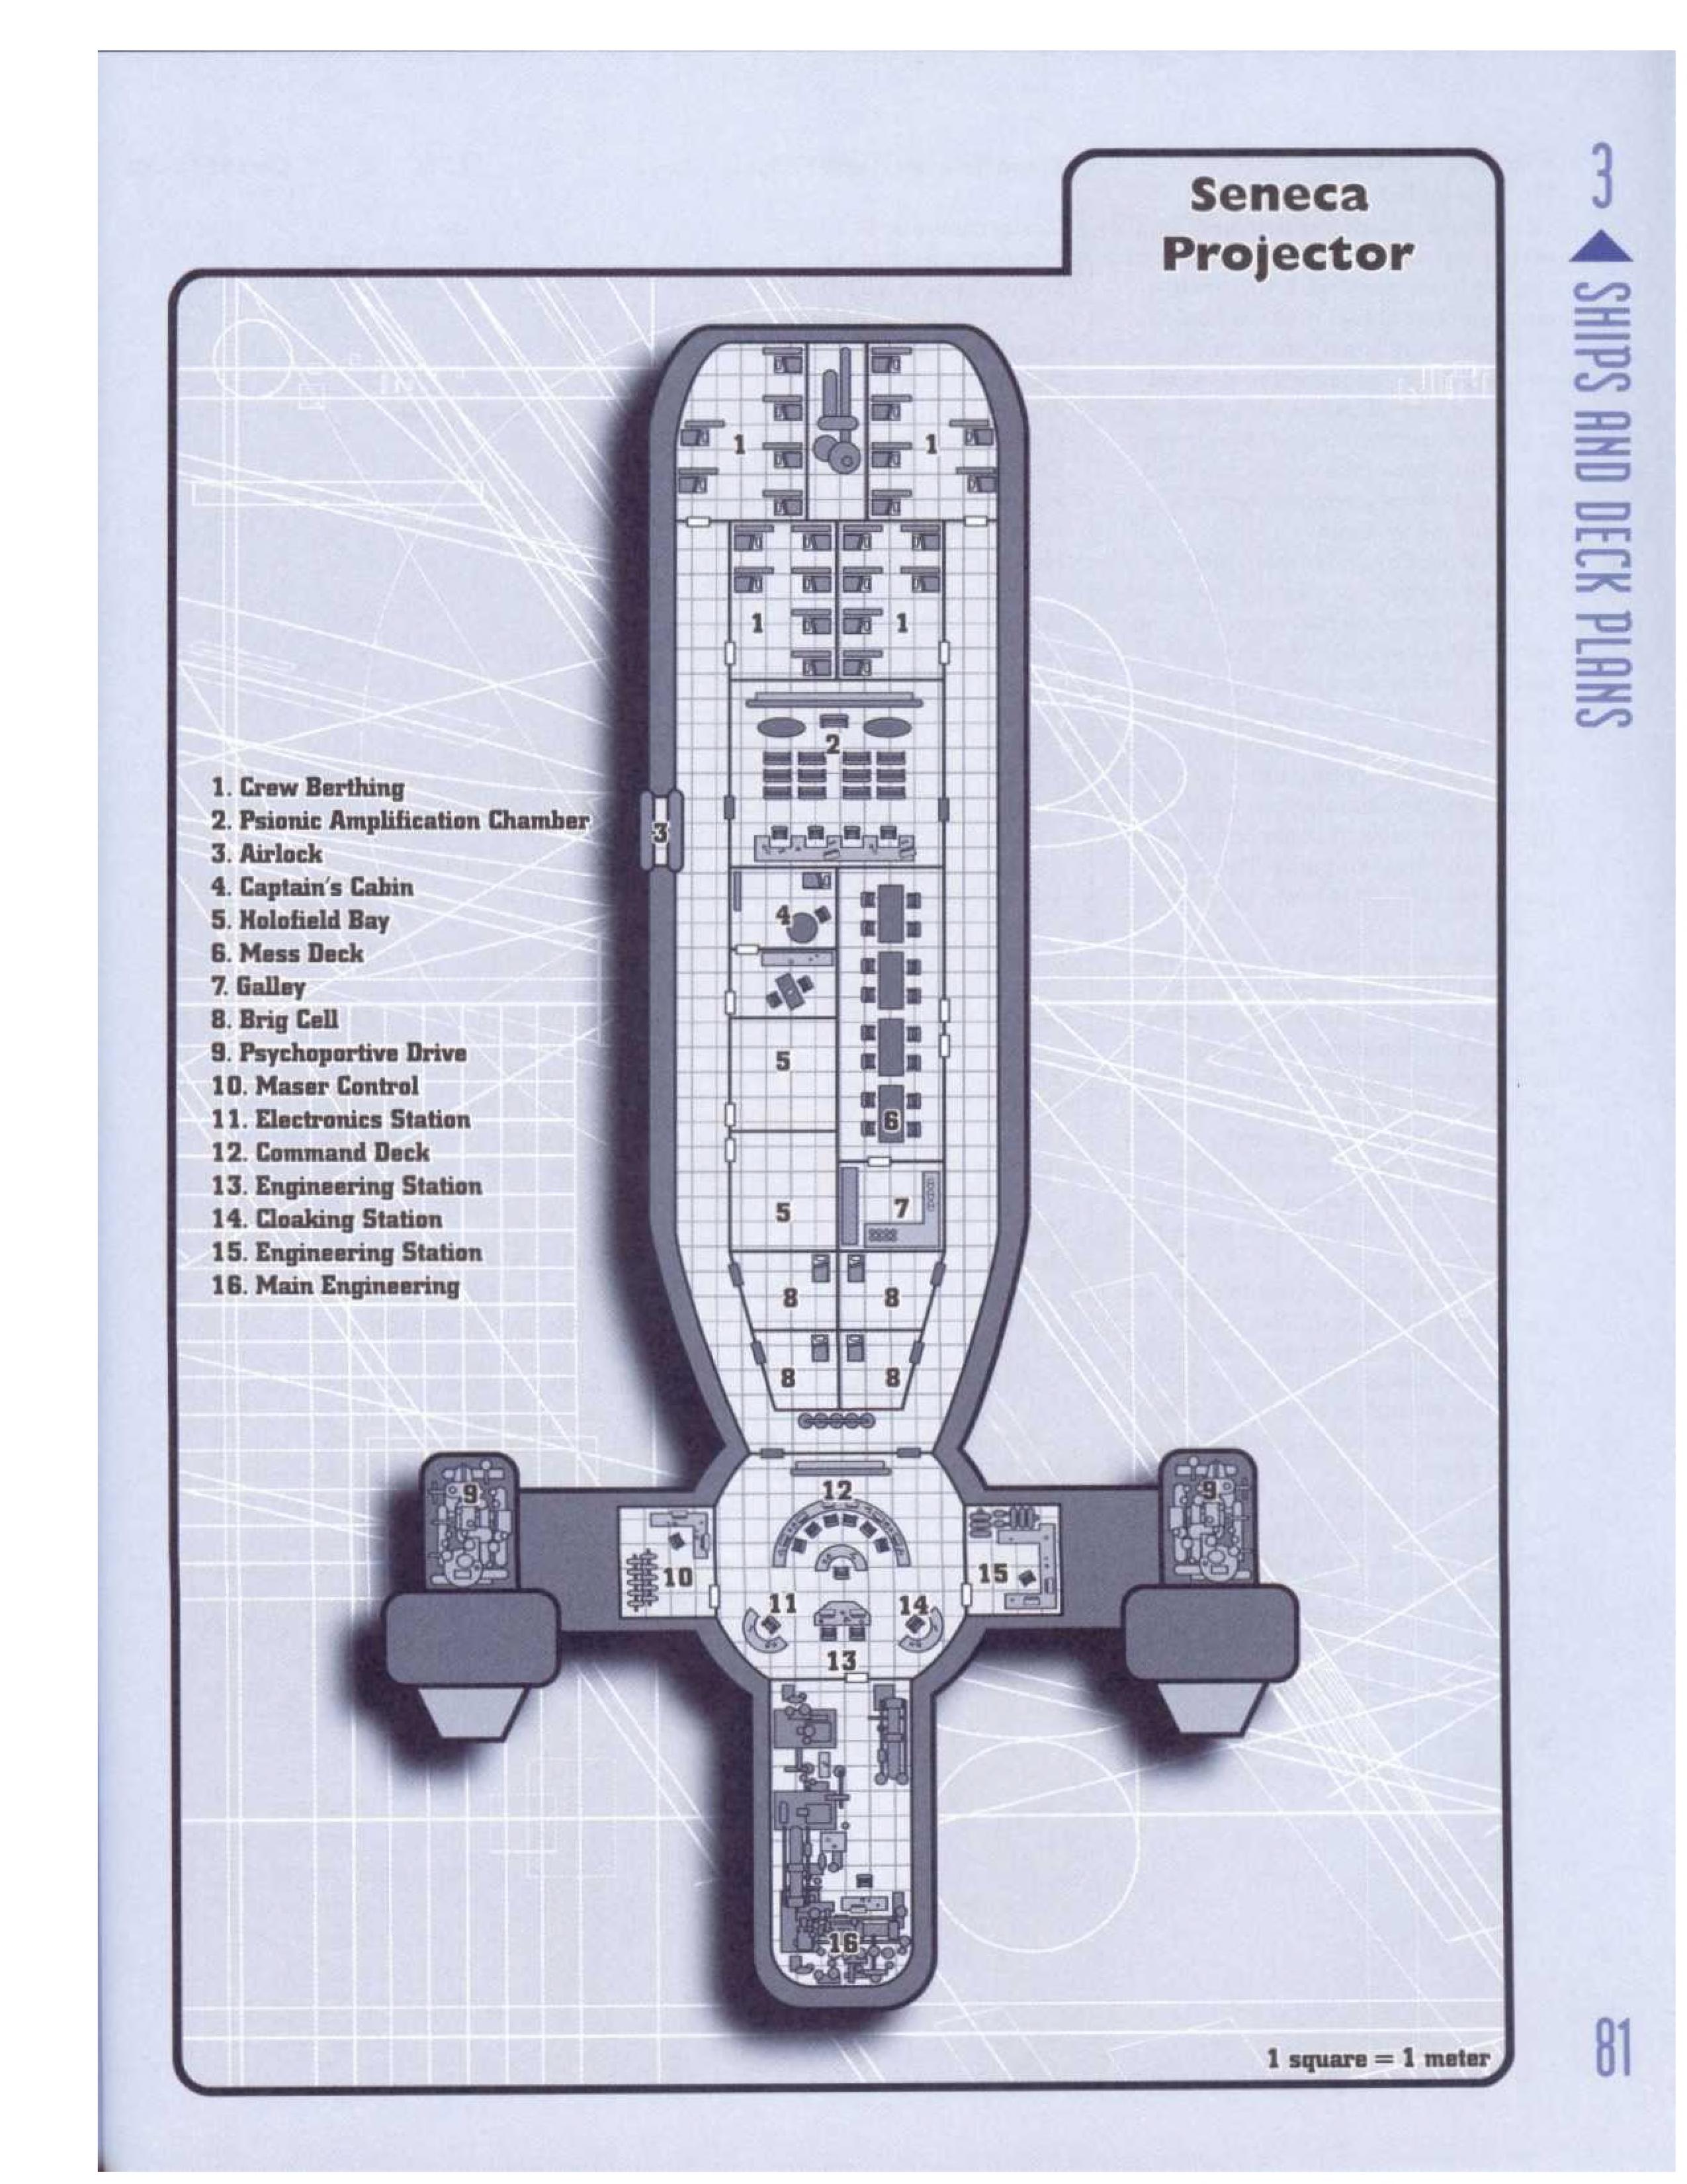 Seneca
Projector
3 ▲ SHIPS AND DECK PLANS
1. Crew Berthing
2. Psionic Amplification Chamber
3. Airlock
4. Captain's Cabin
5. Holofield Bay
6. Mess Deck
7. Galley
8. Brig Cell
9. Psychoportive Drive
10. Maser Control
11. Electronics Station
12. Command Deck
13. Engineering Station
14. Cloaking Station
15. Engineering Station
16. Main Engineering
1
1
1
1
2
3
4
5
6
5
7
8
8
8
8
9
12
9
10
15
11
14
13
16
1 square = 1 meter
81